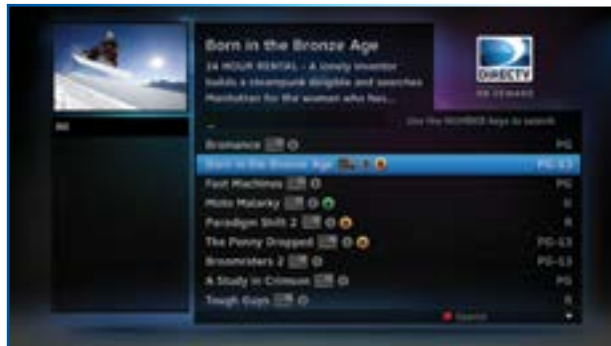 Born in the Bronze Age
24 HOUR RENTAL - A lonely inventor
builds a steampunk dirigible and searches
Manhattan for the woman who has...
DIRECTV
ON DEMAND
Use the NUMBER keys to search
Bromance PG
Born in the Bronze Age PG-13
Fast Machines PG
Moto Malarky
Paradigm Shift 2 R
The Penny Dropped PG-13
Broomriders 2 PG-13
A Study in Crimson PG
Tough Guys R